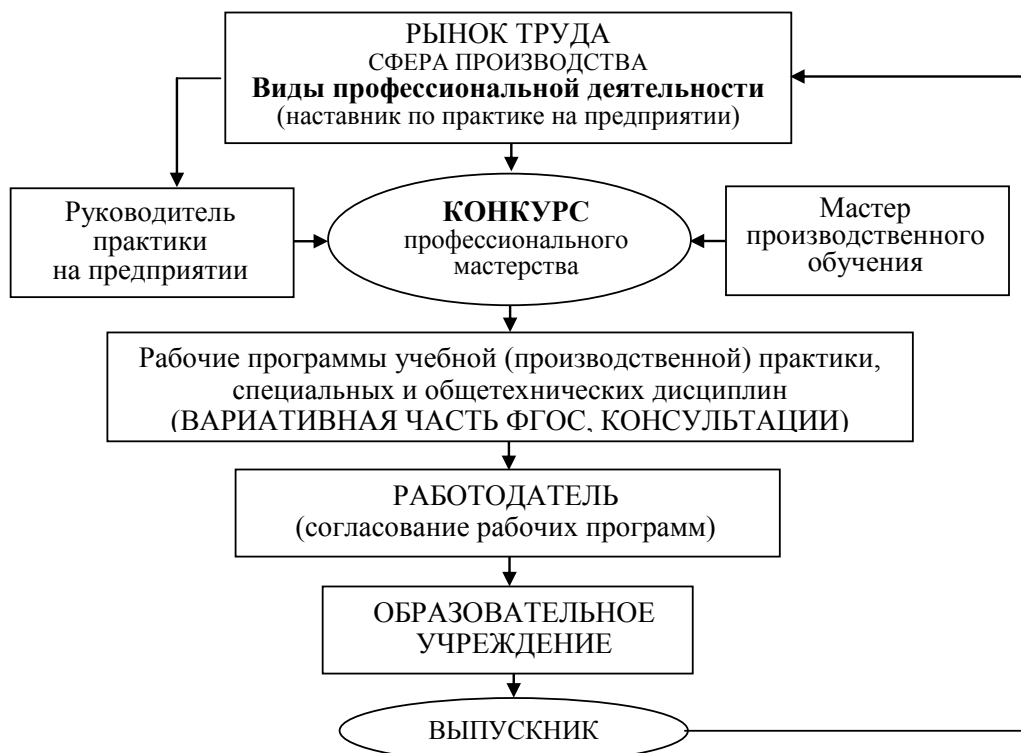 РЫНОК ТРУДА
СФЕРА ПРОИЗВОДСТВА
Виды профессиональной деятельности
(наставник по практике на предприятии)
Руководитель
практики
на предприятии
КОНКУРС
профессионального
мастерства
Мастер
производственного
обучения
Рабочие программы учебной (производственной) практики,
специальных и общетехнических дисциплин
(ВАРИАТИВНАЯ ЧАСТЬ ФГОС, КОНСУЛЬТАЦИИ)
РАБОТОДАТЕЛЬ
(согласование рабочих программ)
ОБРАЗОВАТЕЛЬНОЕ
УЧРЕЖДЕНИЕ
ВЫПУСКНИК